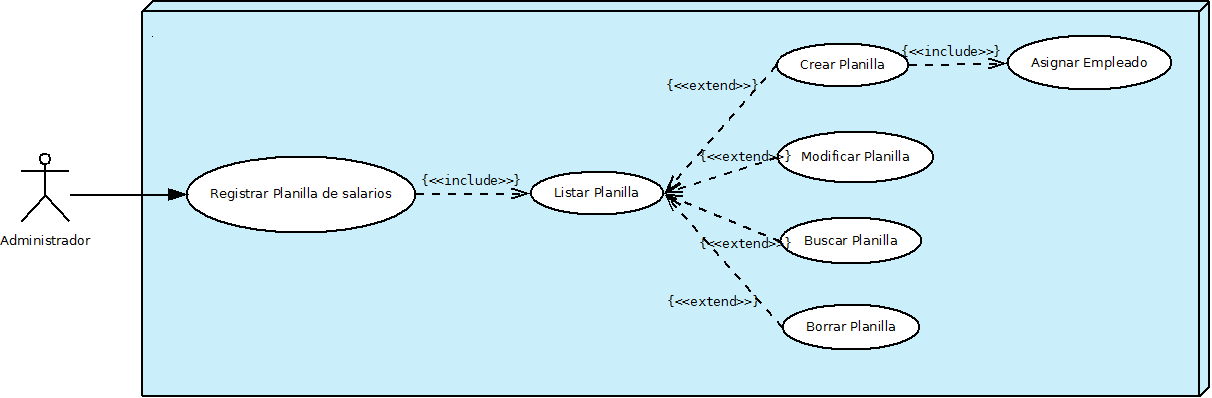 {<<include>>}
Crear Planilla
Asignar Empleado
{<<extend>>}
{<<extend>>}
Modificar Planilla
{<<include>>}
Registrar Planilla de salarios
Listar Planilla
Administrador
{<<extend>>}
Buscar Planilla
{<<extend>>}
Borrar Planilla